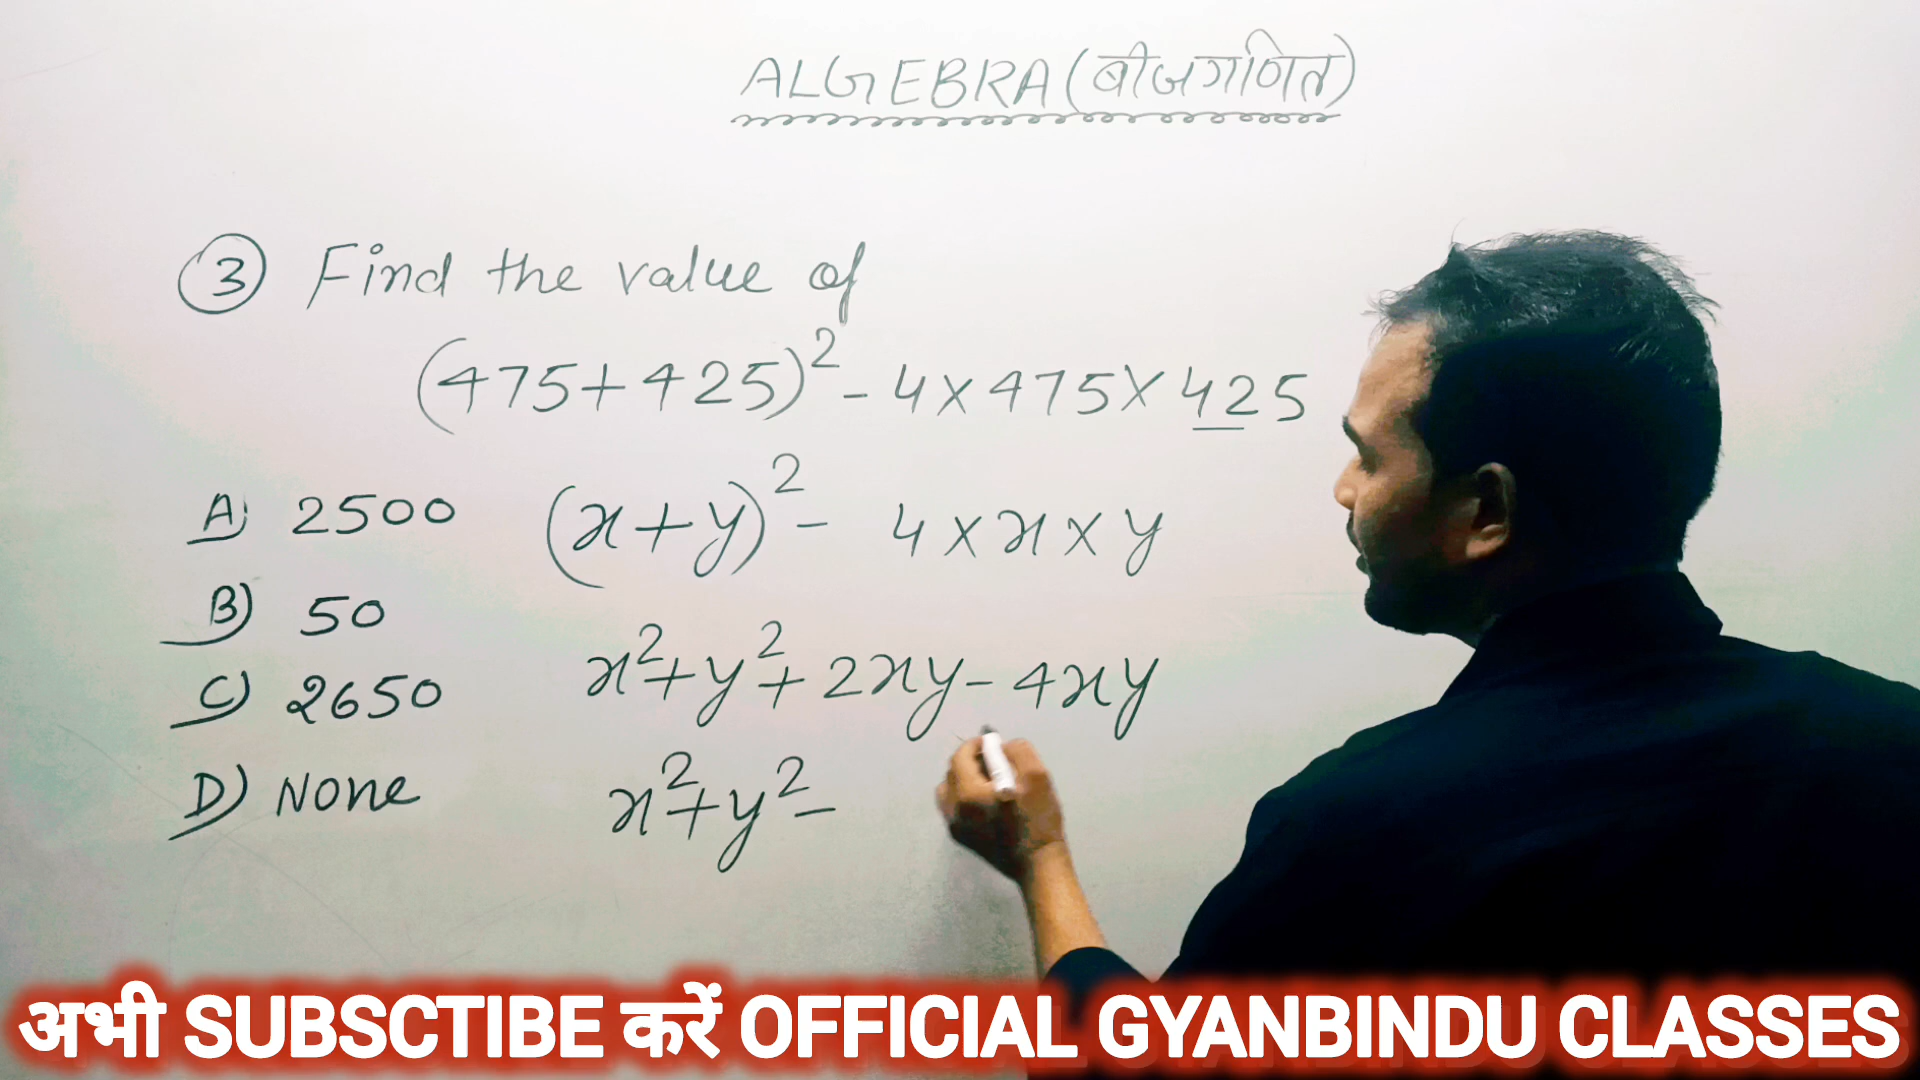 ALGEBRA (बीजगणित)
③ Find the value of
(475+425)² - 4×475×425
A) 2500
(x+y)² - 4×x×y
B) 50
x²+y²+2xy-4xy
C) 2650
D) None
x²+y²-
अभी SUBSCTIBE करें OFFICIAL GYANBINDU CLASSES